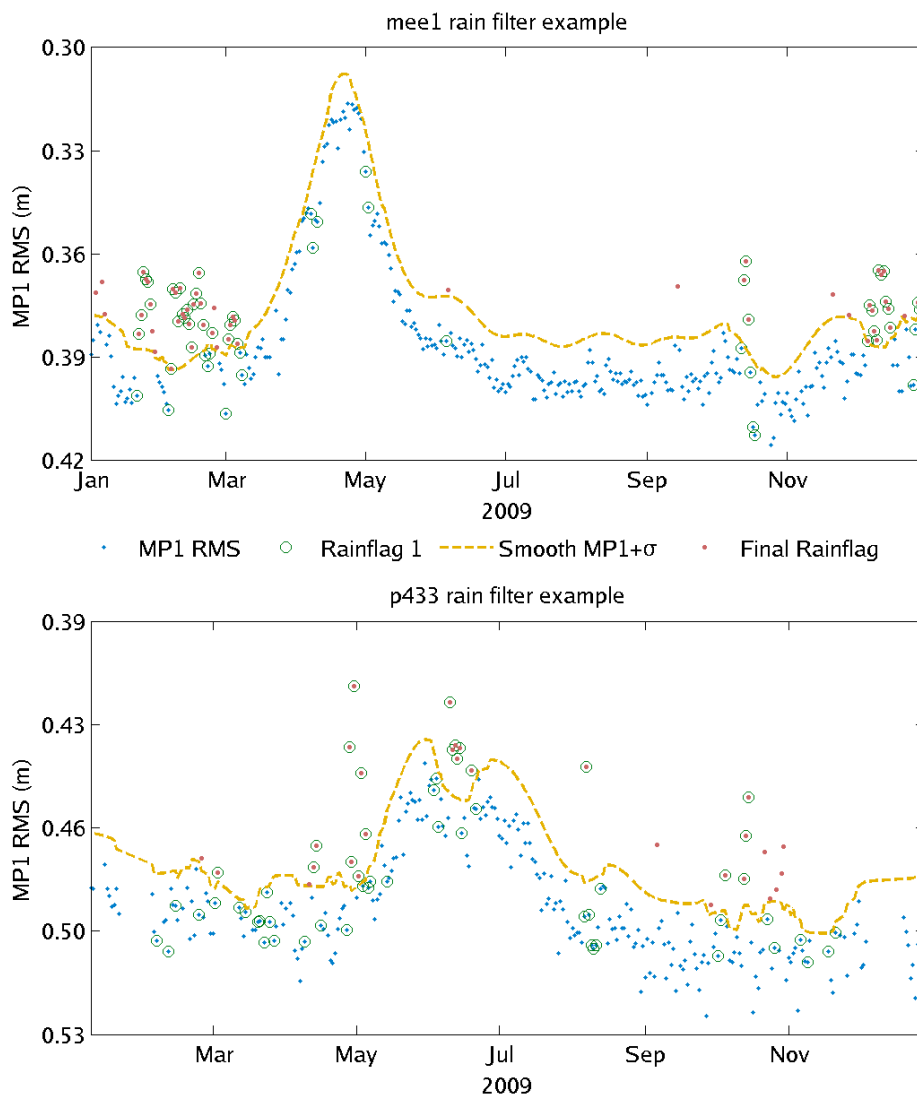 mee1 rain filter example
0.30
0.33
0.36
0.39
0.42
MP1 RMS (m)
Jan Mar May Jul Sep Nov
2009
MP1 RMS Rainflag 1 Smooth MP1+σ Final Rainflag
p433 rain filter example
0.39
0.43
0.46
0.50
0.53
MP1 RMS (m)
Mar May Jul Sep Nov
2009